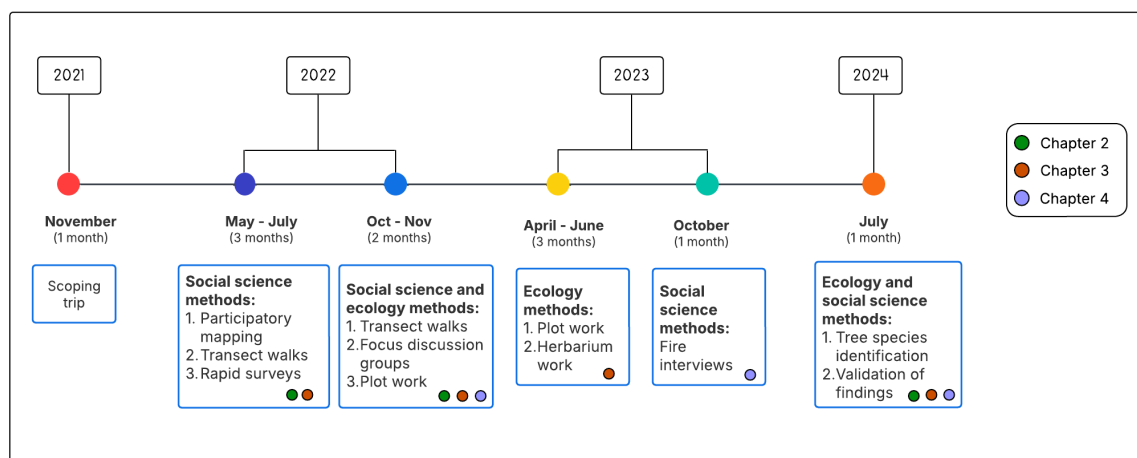 2021
2022
2023
2024
Chapter 2
Chapter 3
Chapter 4
November
(1 month)
May - July
(3 months)
Oct - Nov
(2 months)
April - June
(3 months)
October
(1 month)
July
(1 month)
Scoping
trip
Social science
methods:
1. Participatory
mapping
2. Transect walks
3. Rapid surveys
Social science and
ecology methods:
1. Transect walks
2.Focus discussion
groups
3.Plot work
Ecology
methods:
1. Plot work
2.Herbarium
work
Social
science
methods:
Fire
interviews
Ecology and
social science
methods:
1. Tree species
identification
2.Validation of
findings